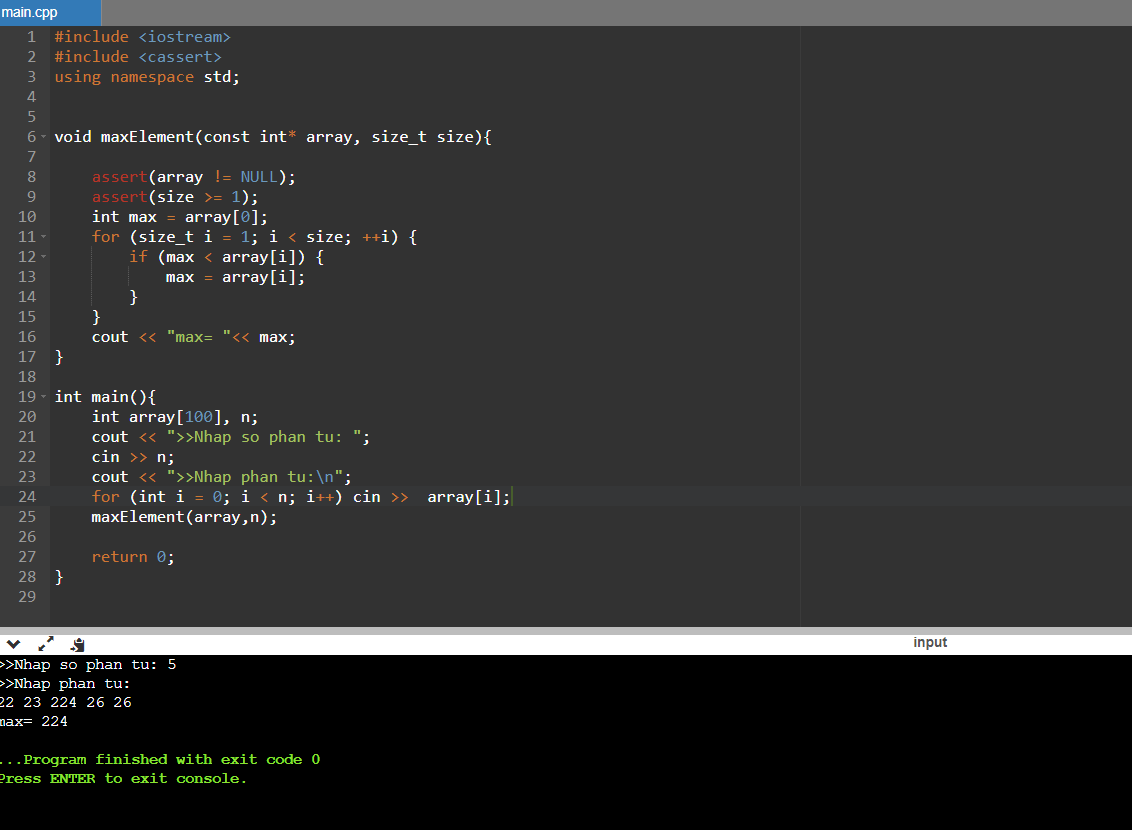 main.cpp
1 #include <iostream>
2 #include <cassert>
3 using namespace std;
4
5
6 void maxElement(const int* array, size_t size){
7
8     assert(array != NULL);
9     assert(size >= 1);
10     int max = array[0];
11     for (size_t i = 1; i < size; ++i) {
12         if (max < array[i]) {
13             max = array[i];
14         }
15     }
16     cout << "max= "<< max;
17 }
18
19 int main(){
20     int array[100], n;
21     cout << ">>Nhap so phan tu: ";
22     cin >> n;
23     cout << ">>Nhap phan tu:\n";
24     for (int i = 0; i < n; i++) cin >>  array[i];
25     maxElement(array,n);
26
27     return 0;
28 }
29
input
>>Nhap so phan tu: 5
>>Nhap phan tu:
22 23 224 26 26
max= 224
...Program finished with exit code 0
Press ENTER to exit console.